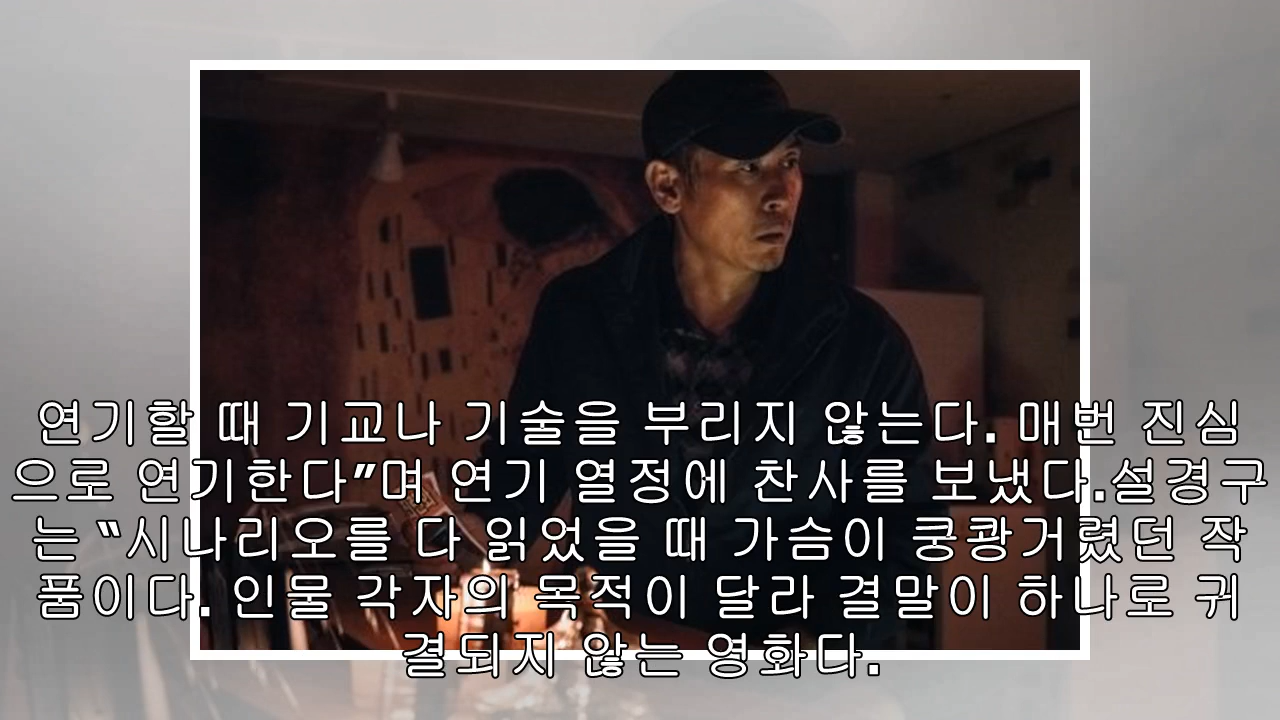 연기할 때 기교나 기술을 부리지 않는다. 매번 진심
으로 연기한다”며 연기 열정에 찬사를 보냈다.설경구
는 “시나리오를 다 읽었을 때 가슴이 쿵쾅거렸던 작
품이다. 인물 각자의 목적이 달라 결말이 하나로 귀
결되지 않는 영화다.